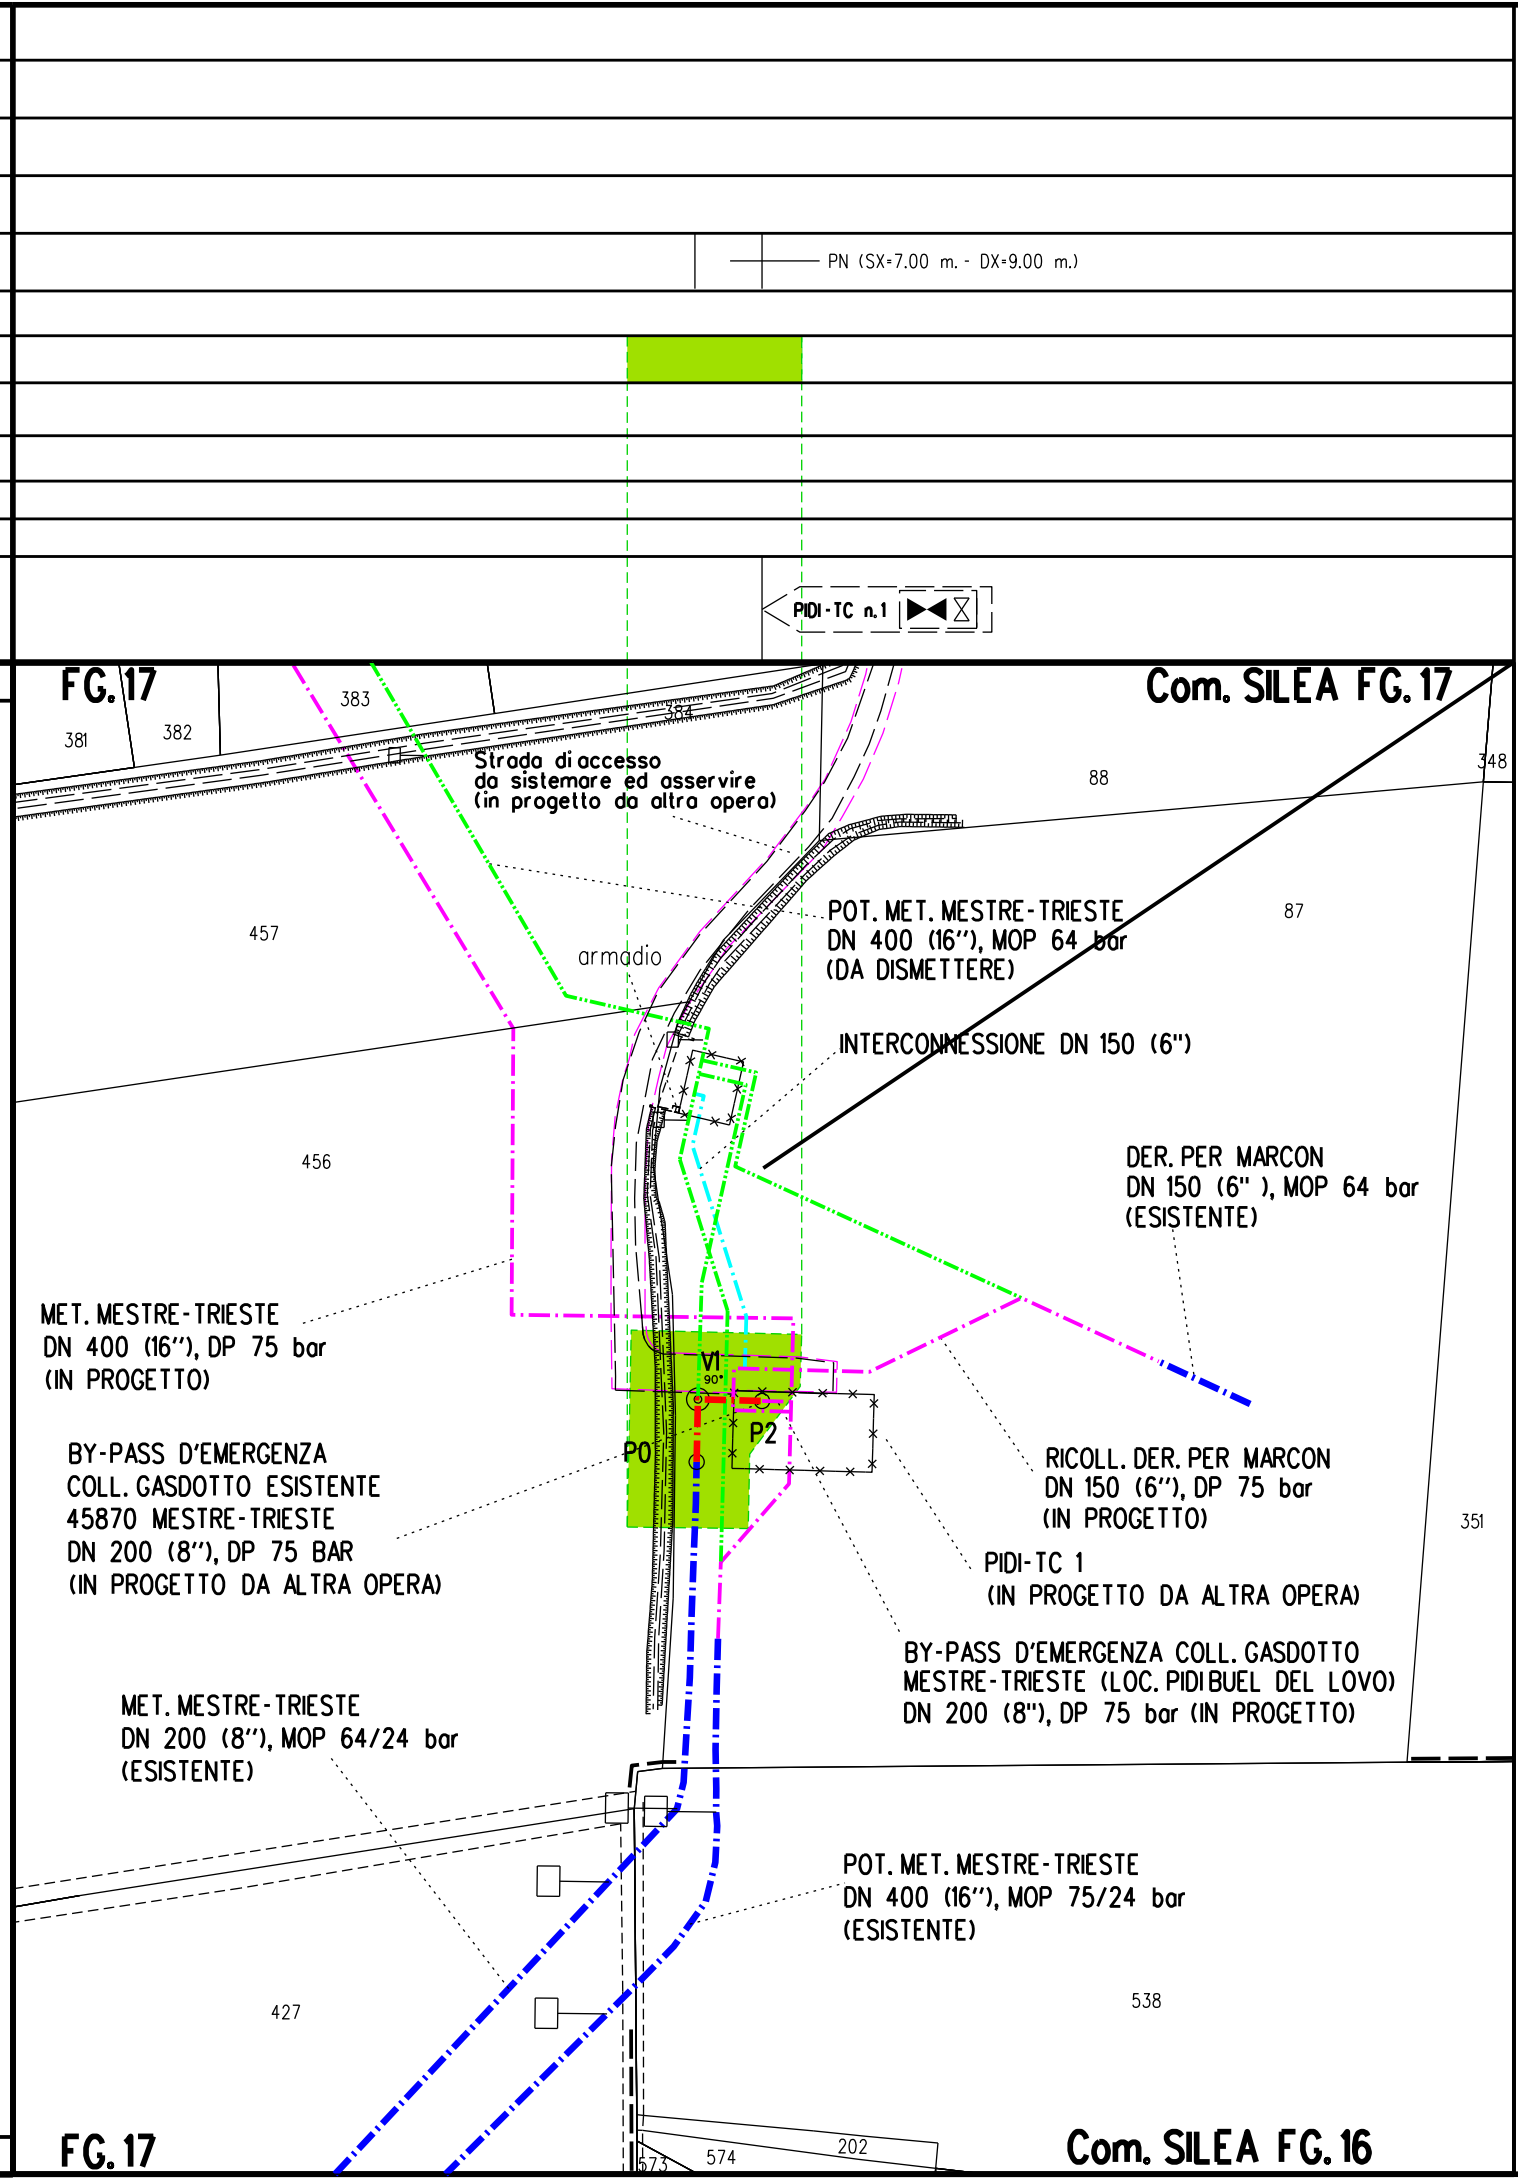 PN (SX=7.00 m. - DX=9.00 m.)
PIDI-TC n.1
FG. 17
Com. SILEA FG. 17
381
382
383
384
348
88
Strada di accesso
da sistemare ed asservire
(in progetto da altra opera)
457
87
POT. MET. MESTRE-TRIESTE
DN 400 (16''), MOP 64 bar
(DA DISMETTERE)
armadio
INTERCONNESSIONE DN 150 (6")
456
DER. PER MARCON
DN 150 (6" ), MOP 64 bar
(ESISTENTE)
MET. MESTRE-TRIESTE
DN 400 (16''), DP 75 bar
(IN PROGETTO)
V1
90°
P0
P2
BY-PASS D'EMERGENZA
COLL. GASDOTTO ESISTENTE
45870 MESTRE-TRIESTE
DN 200 (8''), DP 75 BAR
(IN PROGETTO DA ALTRA OPERA)
RICOLL. DER. PER MARCON
DN 150 (6''), DP 75 bar
(IN PROGETTO)
351
PIDI-TC 1
(IN PROGETTO DA ALTRA OPERA)
BY-PASS D'EMERGENZA COLL. GASDOTTO
MESTRE-TRIESTE (LOC. PIDI BUEL DEL LOVO)
DN 200 (8"), DP 75 bar (IN PROGETTO)
MET. MESTRE-TRIESTE
DN 200 (8''), MOP 64/24 bar
(ESISTENTE)
POT. MET. MESTRE-TRIESTE
DN 400 (16''), MOP 75/24 bar
(ESISTENTE)
427
538
FG. 17
573
574
202
Com. SILEA FG. 16